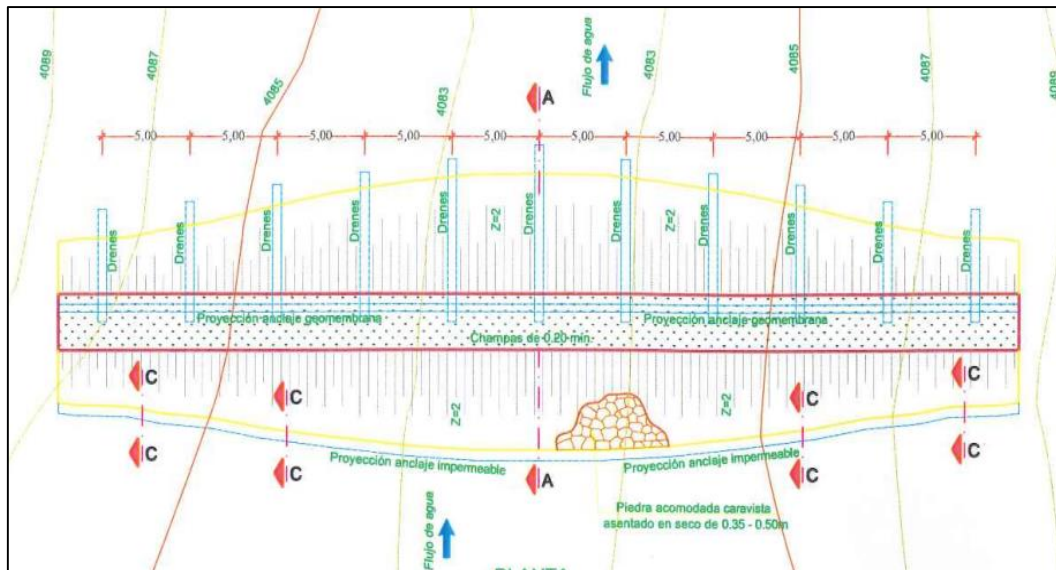 4089
4087
4085
4083
Flujo de agua
4083
4085
4087
4089
A
5,00 5,00 5,00 5,00 5,00 5,00 5,00 5,00 5,00 5,00
Drenes Drenes Drenes Drenes Drenes Drenes Drenes Drenes Drenes Drenes Drenes
Z=2 Z=2
Proyección anclaje geomembrana Proyección anclaje geomembrana
Champas de 0.20 min.
C C C C
Z=2 Z=2
C C C C
Proyección anclaje impermeable Proyección anclaje impermeable
A
Piedra acomodada caravista
asentado en seco de 0.35 - 0.50m
Flujo de agua